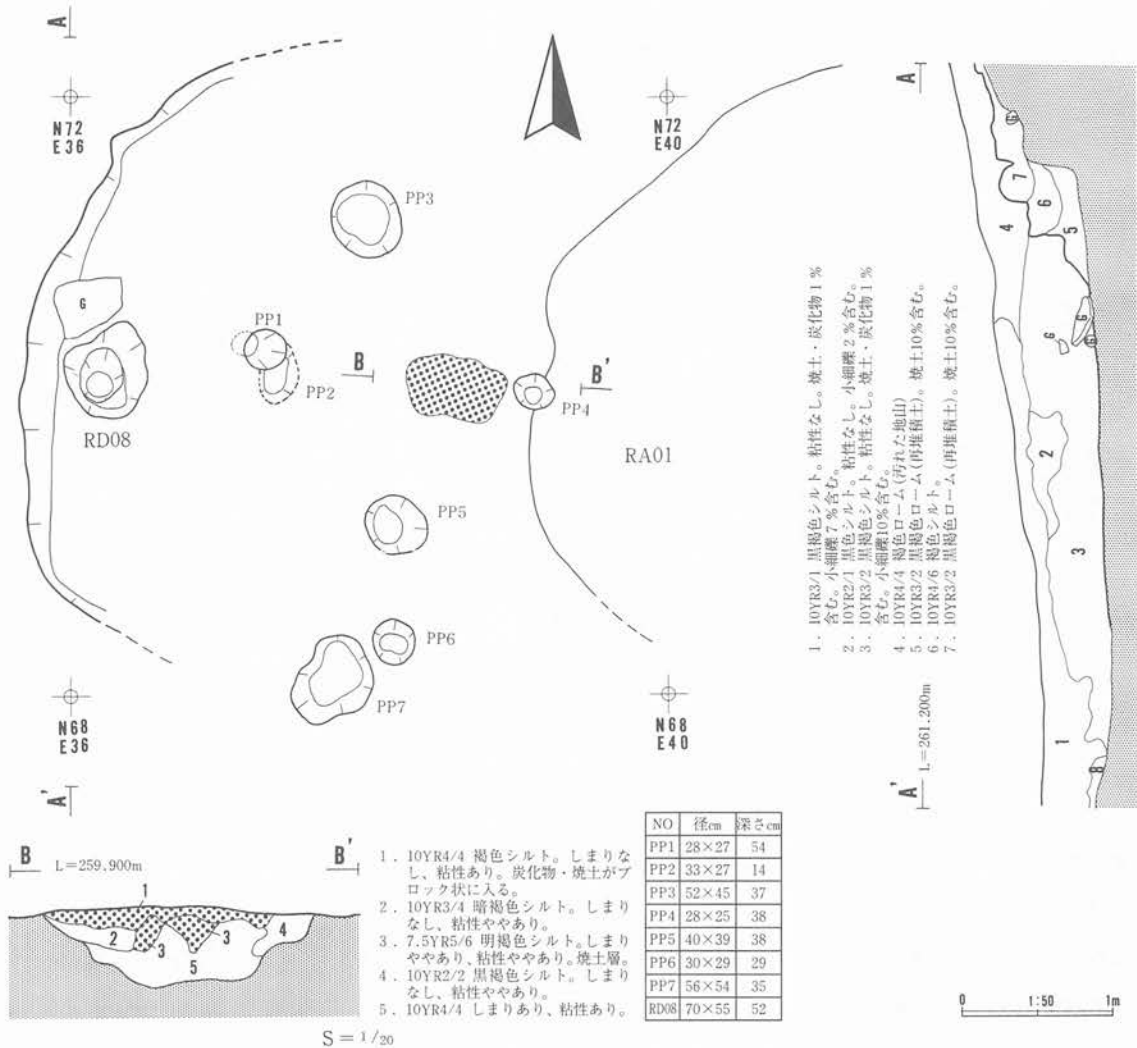 A
A
N72
E36
N72
E40
G
7
6
4
5
PP3
G
PP1
PP2
B
B'
PP4
G
G
G
RD08
RA01
2
PP5
3
1. 10YR3/1 黒褐色シルト。粘性なし。焼土・炭化物1％
含む。小細礫7％含む。
2. 10YR2/1 黒色シルト。粘性なし。小細礫2％含む。
3. 10YR3/2 黒褐色シルト。粘性なし。焼土・炭化物1％
含む。小細礫10％含む。
4. 10YR4/4 褐色ローム(汚れた地山)
5. 10YR3/2 黒褐色ローム(再堆積土)。焼土10％含む。
6. 10YR4/6 褐色シルト。
7. 10YR3/2 黒褐色ローム(再堆積土)。焼土10％含む。
PP6
PP7
N68
E36
N68
E40
1
8
A'
A'
L=261.200m
B
L=259.900m
B'
1
2
3
3
4
5
1. 10YR4/4 褐色シルト。しまりな
し、粘性あり。炭化物・焼土がブ
ロック状に入る。
2. 10YR3/4 暗褐色シルト。しまり
なし、粘性ややあり。
3. 7.5YR5/6 明褐色シルト。しまり
ややあり、粘性ややあり。焼土層。
4. 10YR2/2 黒褐色シルト。しまり
なし、粘性ややあり。
5. 10YR4/4 しまりあり、粘性あり。
S = 1/20
NO 径cm 深さcm
PP1 28×27 54
PP2 33×27 14
PP3 52×45 37
PP4 28×25 38
PP5 40×39 38
PP6 30×29 29
PP7 56×54 35
RD08 70×55 52
0 1:50 1m